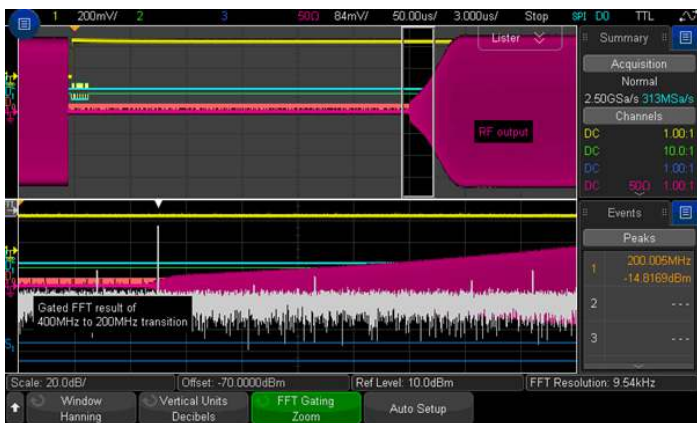 1 200mV/ 2 3 50Ω 84mV/ 50.00us/ 3.000us/ Stop SPI D0 TTL
Lister
Summary
Acquisition
Normal
2.50GSa/s 313MSa/s
Channels
DC 1.00:1
DC 10.0:1
DC 1.00:1
DC 50Ω 1.00:1
RF output
Events
Peaks
1 200.005MHz
-14.8169dBm
2 ---
3 ---
Gated FFT result of
400MHz to 200MHz transition
S1
Scale: 20.0dB/ Offset: -70.0000dBm Ref Level: 10.0dBm FFT Resolution: 9.54kHz
Window
Hanning
Vertical Units
Decibels
FFT Gating
Zoom
Auto Setup